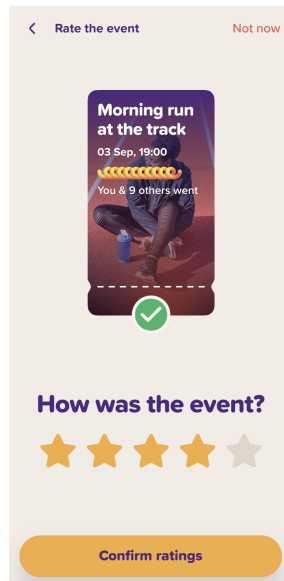 Rate the event
Not now
Morning run
at the track
03 Sep, 19:00
You & 9 others went
How was the event?
Confirm ratings